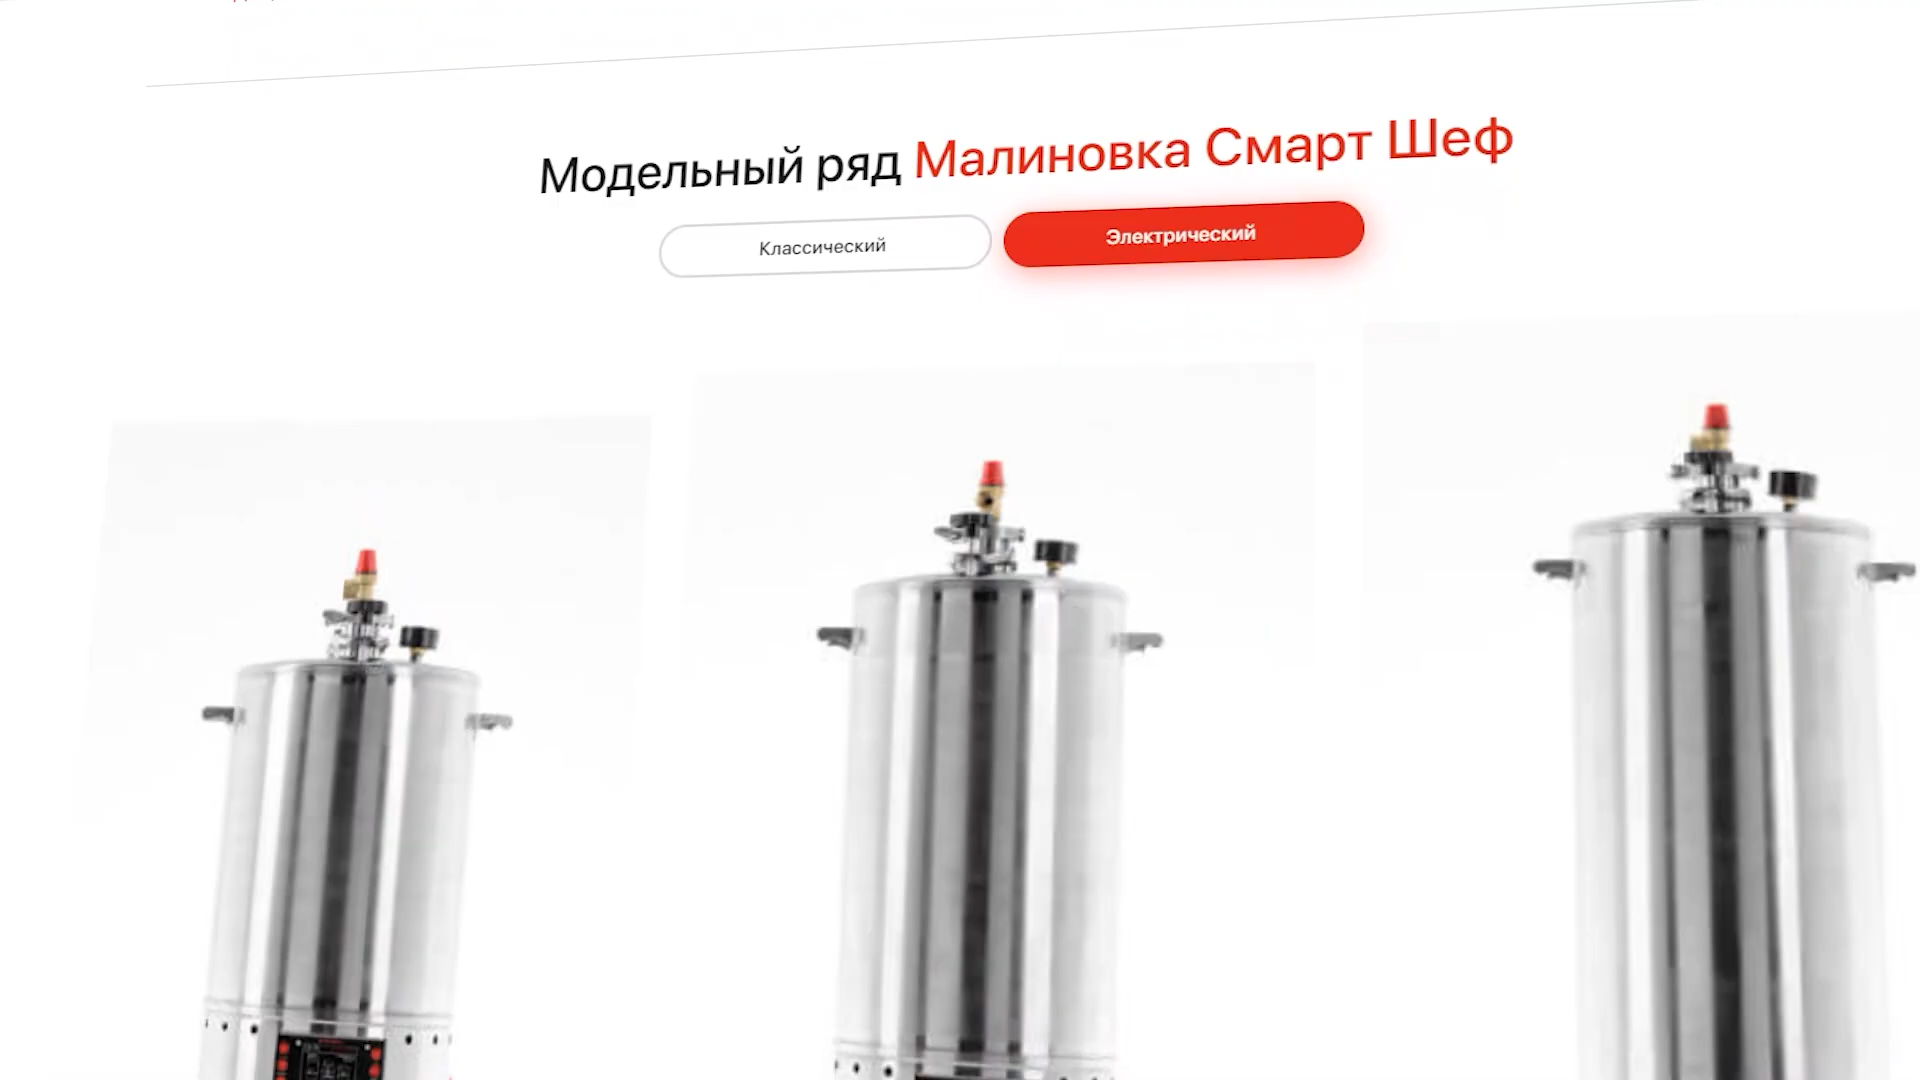 Модельный ряд Малиновка Смарт Шеф
Классический
Электрический